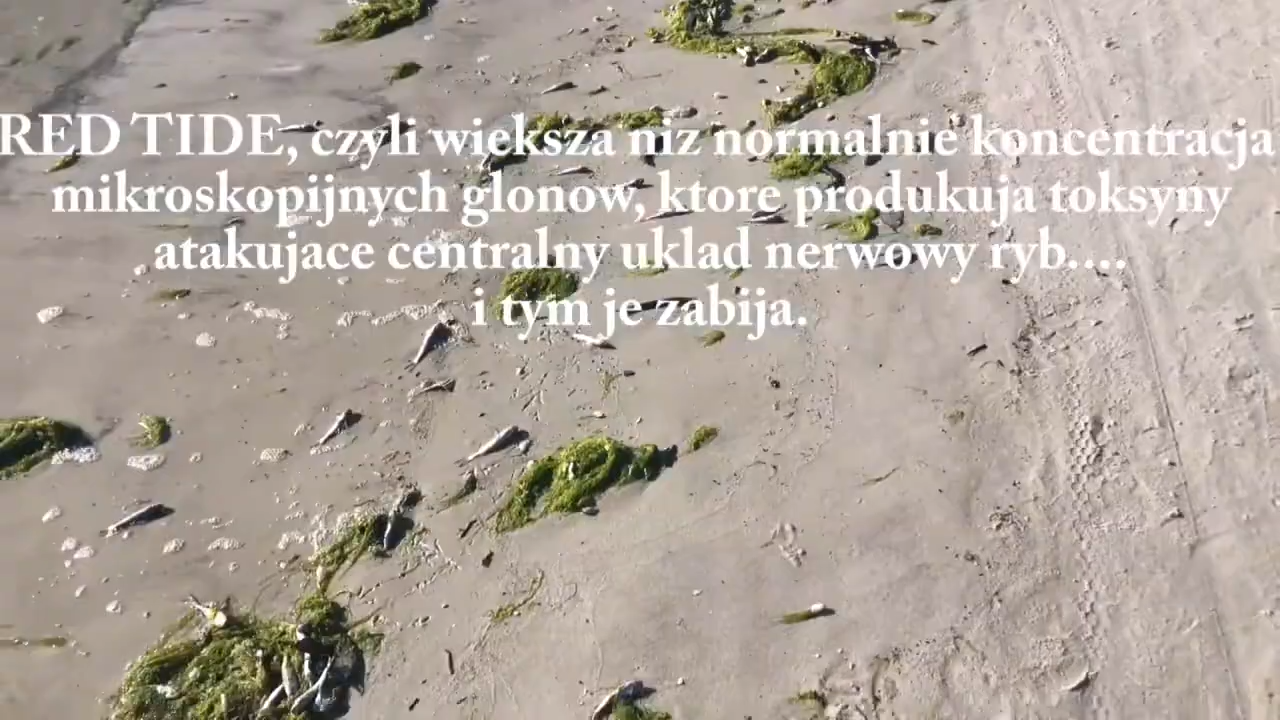 RED TIDE, czyli wieksza niz normalnie koncentracja
mikroskopijnych glonow, ktore produkuja toksyny
atakujace centralny uklad nerwowy ryb....
i tym je zabija.